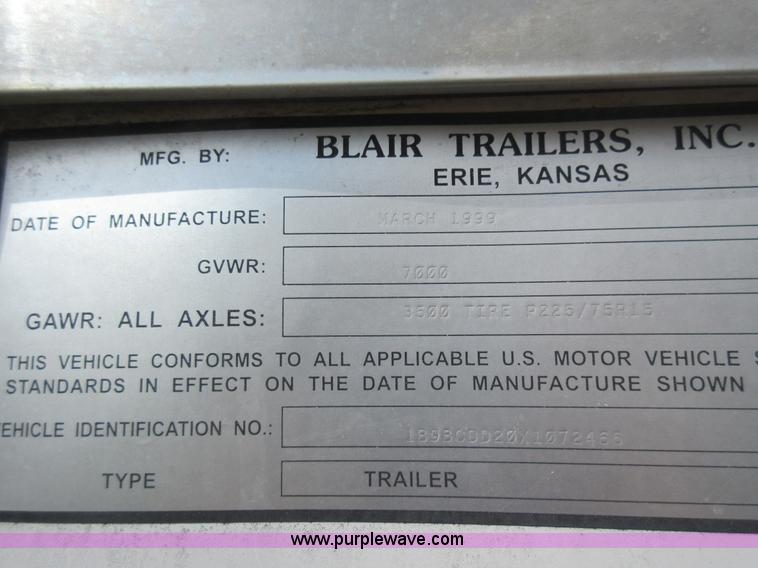 MFG. BY: BLAIR TRAILERS, INC.
ERIE, KANSAS
DATE OF MANUFACTURE: MARCH 1999
GVWR: 7000
GAWR: ALL AXLES: 3500 TIRE P225/75R15
THIS VEHICLE CONFORMS TO ALL APPLICABLE U.S. MOTOR VEHICLE
STANDARDS IN EFFECT ON THE DATE OF MANUFACTURE SHOWN
VEHICLE IDENTIFICATION NO.:
TYPE TRAILER
www.purplewave.com